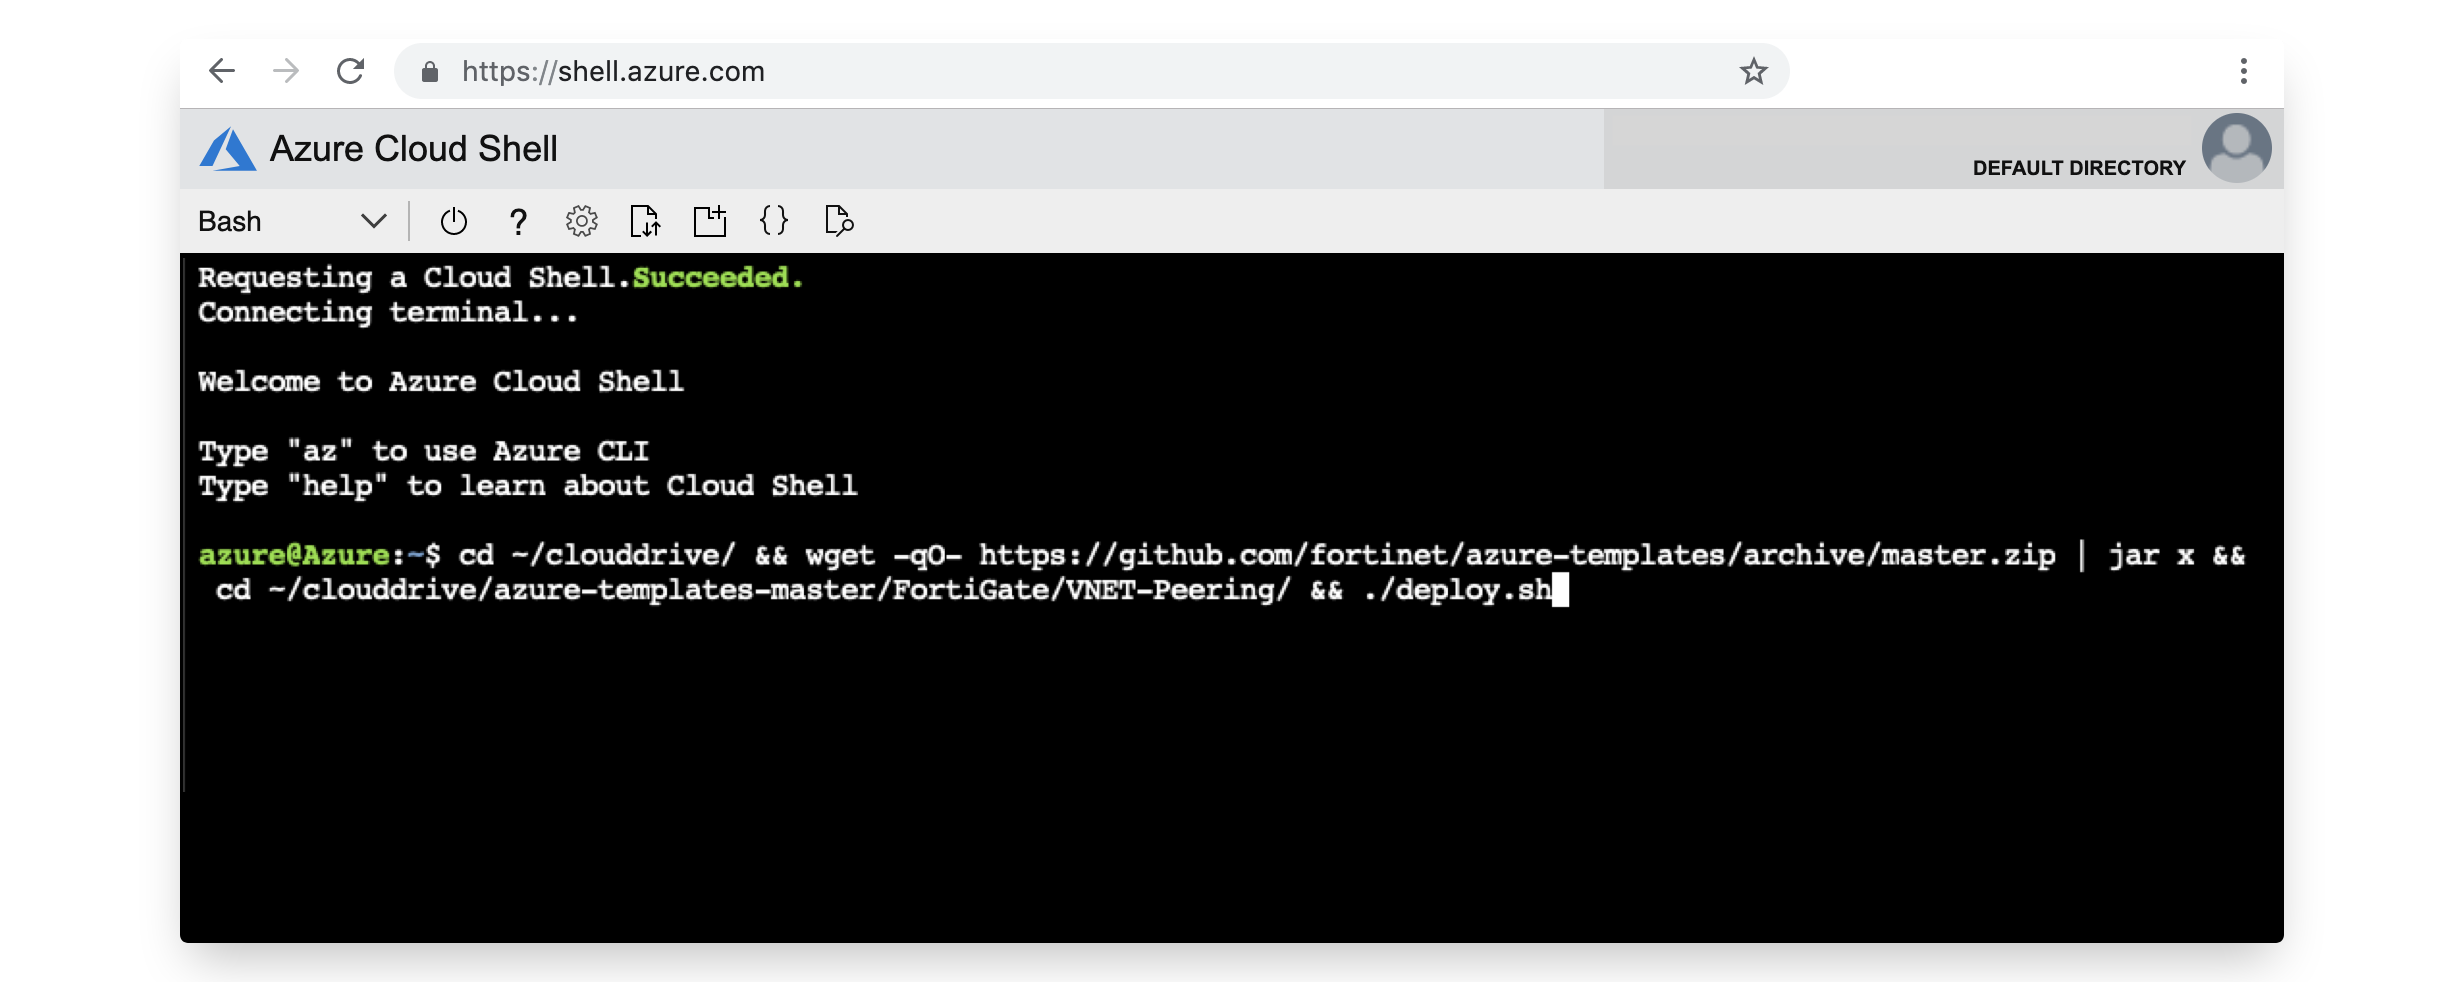 https://shell.azure.com
Azure Cloud Shell
DEFAULT DIRECTORY
Bash
?
{}
Requesting a Cloud Shell.Succeeded.
Connecting terminal...
Welcome to Azure Cloud Shell
Type "az" to use Azure CLI
Type "help" to learn about Cloud Shell
azure@Azure:~$ cd ~/clouddrive/ && wget -qO- https://github.com/fortinet/azure-templates/archive/master.zip | jar x &&
cd ~/clouddrive/azure-templates-master/FortiGate/VNET-Peering/ && ./deploy.sh